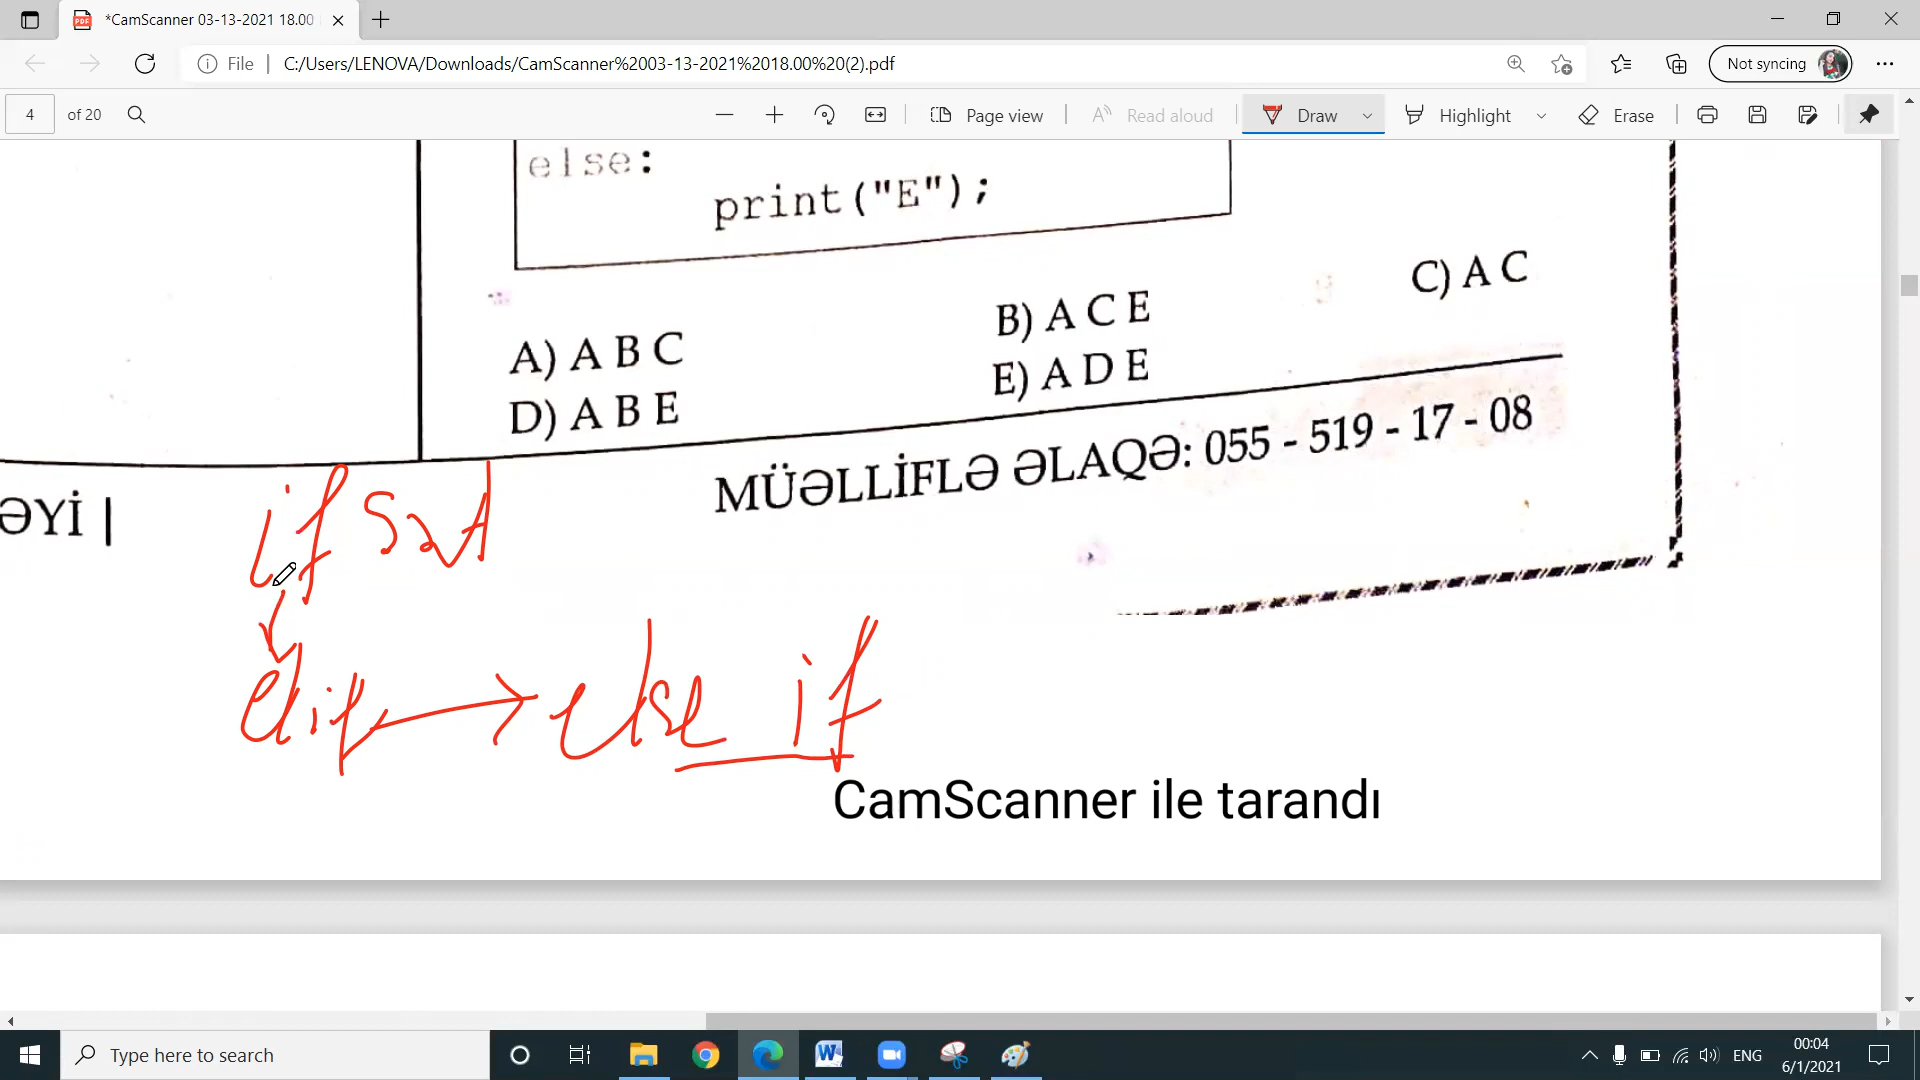 *CamScanner 03-13-2021 18.00
File
C:/Users/LENOVA/Downloads/CamScanner%2003-13-2021%2018.00%20(2).pdf
Not syncing
4 of 20
Page view
Read aloud
Draw
Highlight
Erase
else:
print("E");
A) A B C
B) A C E
C) A C
D) A B E
E) A D E
MÜƏLLİFLƏ ƏLAQƏ: 055 - 519 - 17 - 08
ƏYİ |
if
elif → else if
CamScanner ile tarandı
Type here to search
ENG
00:04
6/1/2021